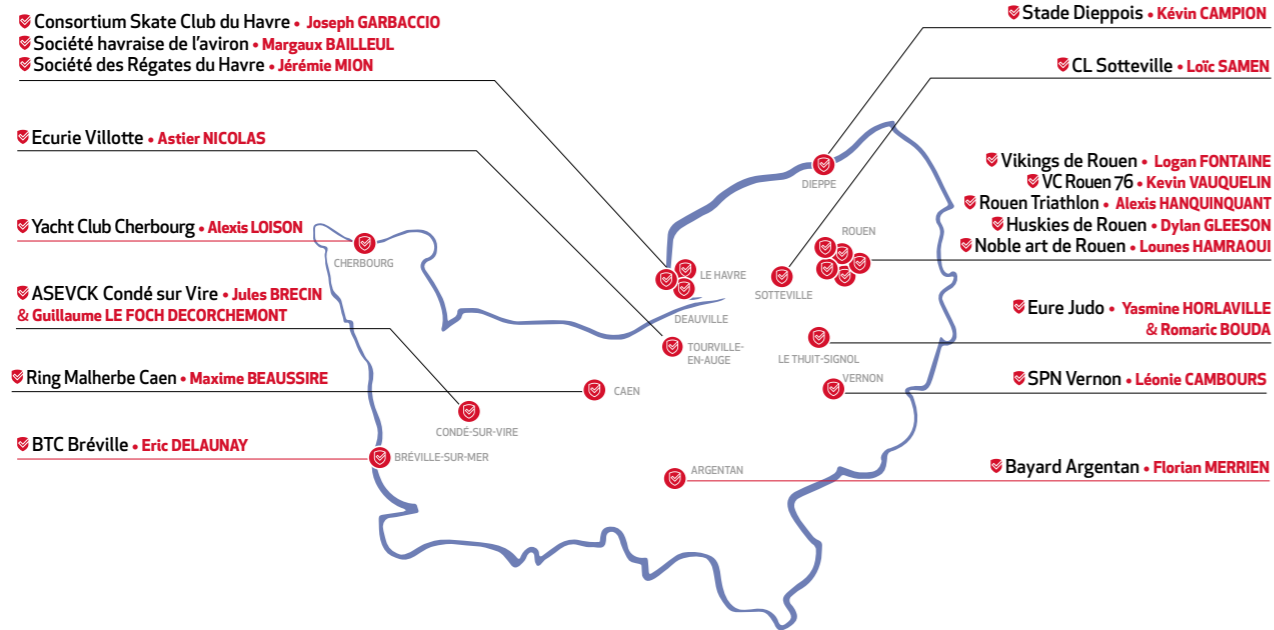 Consortium Skate Club du Havre • Joseph GARBACCIO
Société havraise de l'aviron • Margaux BAILLEUL
Société des Régates du Havre • Jérémie MION
Ecurie Villotte • Astier NICOLAS
Yacht Club Cherbourg • Alexis LOISON
ASEVCK Condé sur Vire • Jules BRECIN
& Guillaume LE FOCH DECORCHEMONT
Ring Malherbe Caen • Maxime BEAUSSIRE
BTC Bréville • Eric DELAUNAY
Stade Dieppois • Kévin CAMPION
CL Sotteville • Loïc SAMEN
Vikings de Rouen • Logan FONTAINE
VC Rouen 76 • Kevin VAUQUELIN
Rouen Triathlon • Alexis HANQUINQUANT
Huskies de Rouen • Dylan GLEESON
Noble art de Rouen • Lounes HAMRAOUI
Eure Judo • Yasmine HORLAVILLE
& Romaric BOUDA
SPN Vernon • Léonie CAMBOURS
Bayard Argentan • Florian MERRIEN
DIEPPE
ROUEN
CHERBOURG
LE HAVRE
SOTTEVILLE
DEAUVILLE
TOURVILLE-
EN-AUGE
LE THUIT-SIGNOL
VERNON
CAEN
CONDÉ-SUR-VIRE
BRÉVILLE-SUR-MER
ARGENTAN